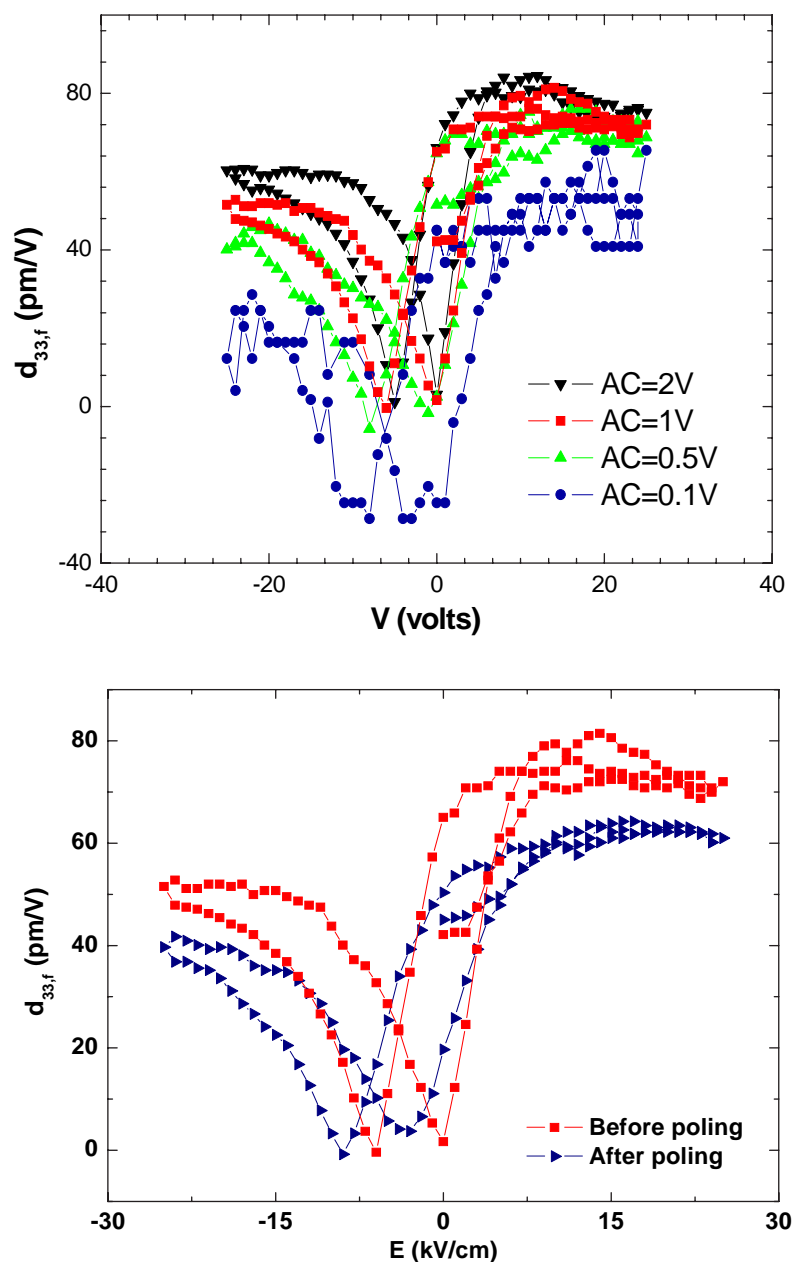 80
40
0
-40
-40
-20
0
20
40
d33,f (pm/V)
V (volts)
AC=2V
AC=1V
AC=0.5V
AC=0.1V
80
60
40
20
0
-30
-15
0
15
30
d33,f (pm/V)
E (kV/cm)
Before poling
After poling